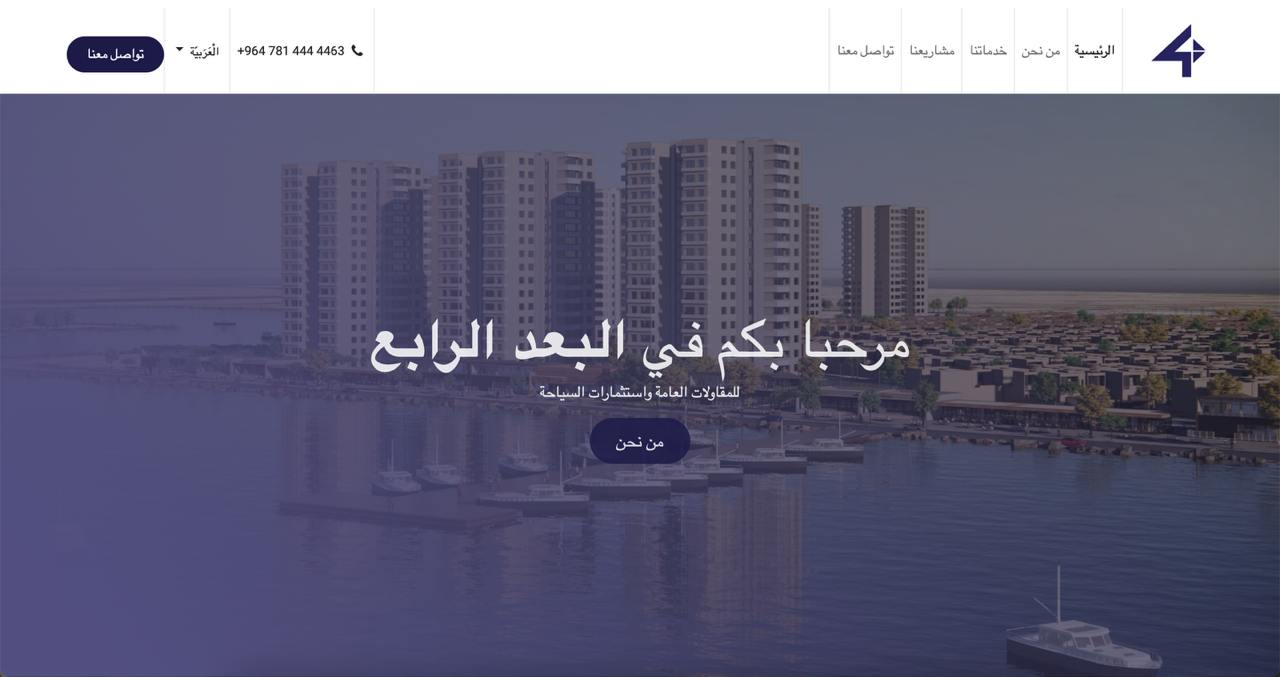 الرئيسية
من نحن
خدماتنا
مشاريعنا
تواصل معنا
+964 781 444 4463
الْعَرَبيّة
تواصل معنا
مرحبا بكم في البعد الرابع
للمقاولات العامة واستثمارات السياحة
من نحن